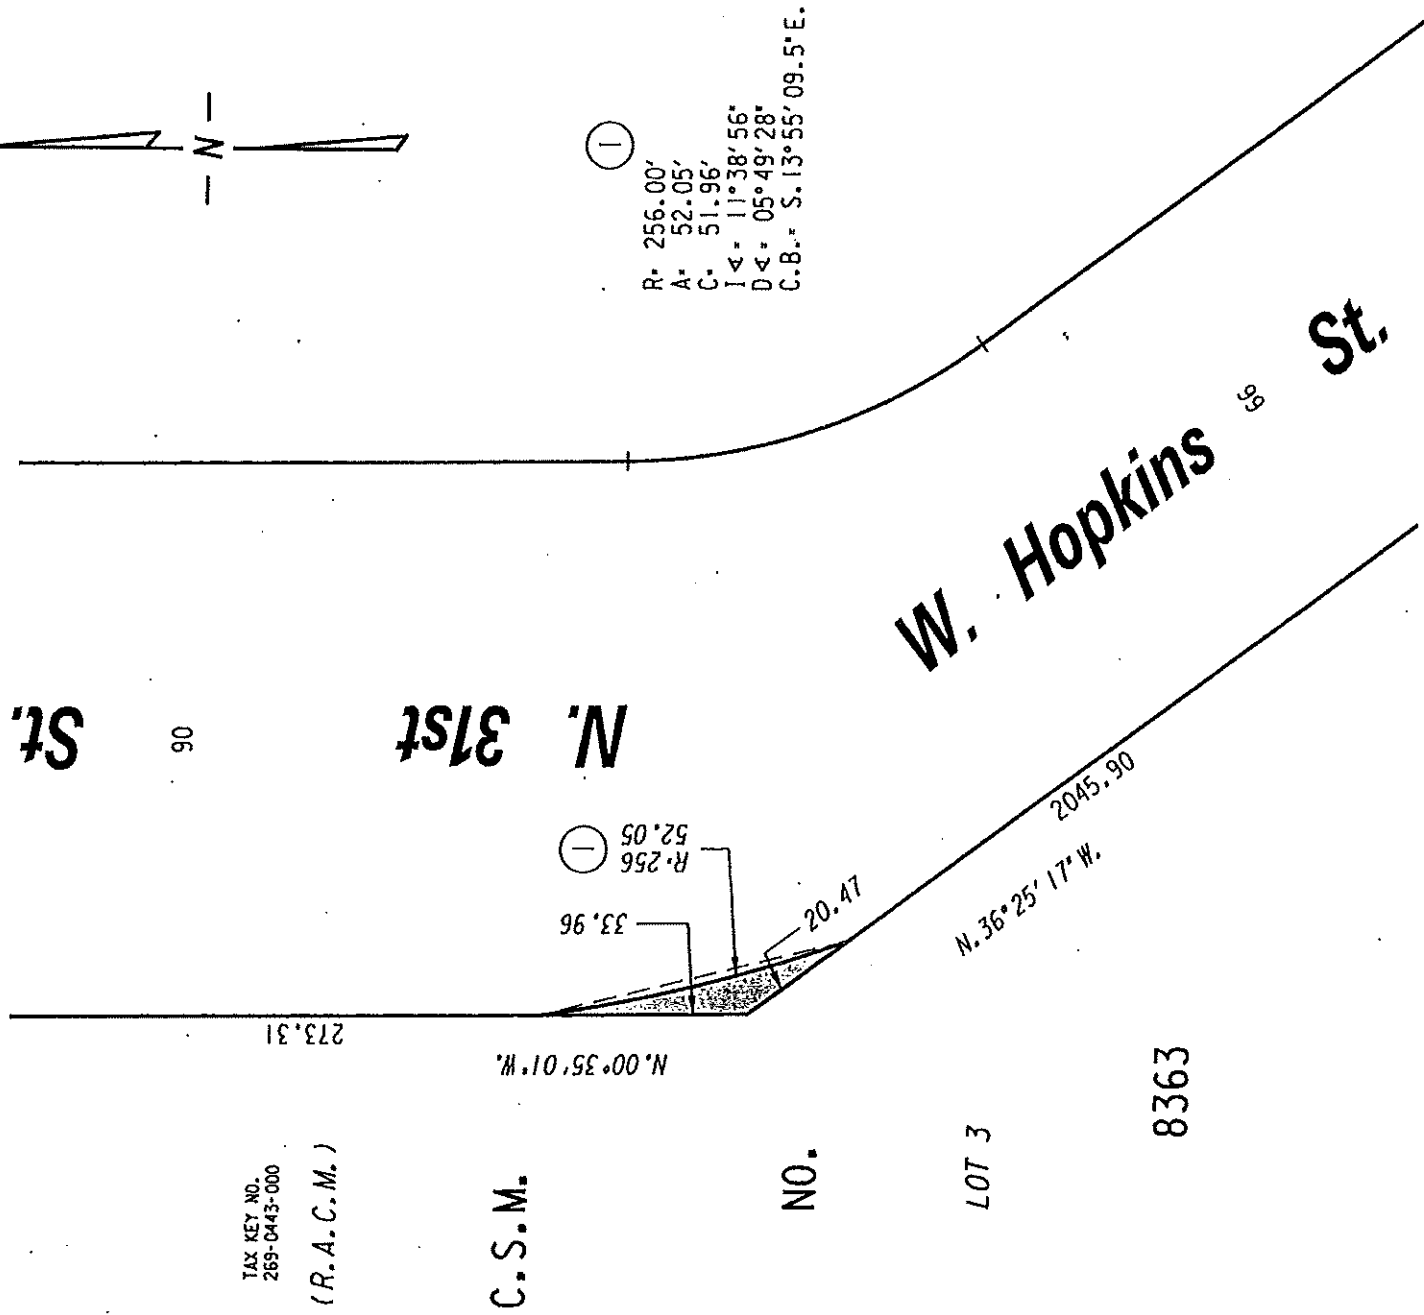 – N –
1
R= 256.00'
A= 52.05'
C= 51.96'
I∢= 11°38'56"
D∢= 05°49'28"
C.B.= S.13°55'09.5"E.
N. 31st St.
90
W. Hopkins St.
66
1
R=256
52.05
33.96
20.47
2045.90
N.36°25'17"W.
273.31
N.00°35'01"W.
TAX KEY NO.
269-0443-000
(R.A.C.M.)
C.S.M. NO. 8363
LOT 3